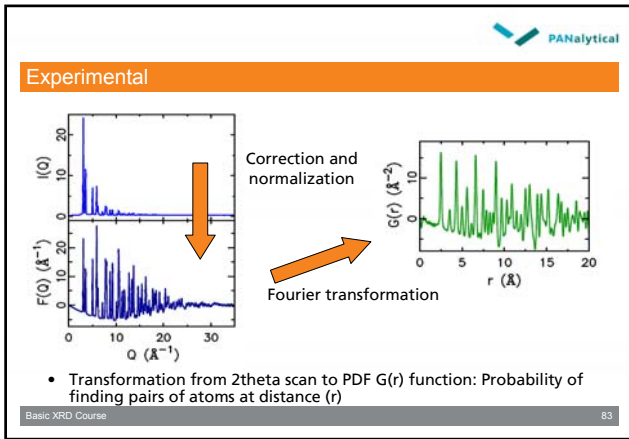 PANalytical
Experimental
20
10
0
I(Q)
Correction and
normalization
20
10
0
F(Q) (Å⁻¹)
0 10 20 30
Q (Å⁻¹)
Fourier transformation
10
0
G(r) (Å⁻²)
0 5 10 15 20
r (Å)
• Transformation from 2theta scan to PDF G(r) function: Probability of
finding pairs of atoms at distance (r)
Basic XRD Course 83